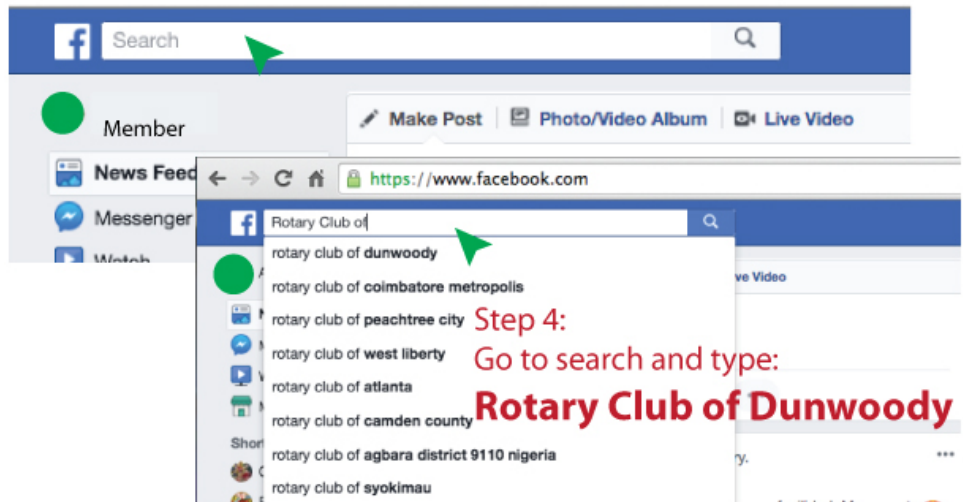 f Search
Member
Make Post Photo/Video Album Live Video
News Feed
Messenger
Watch
https://www.facebook.com
f Rotary Club of
rotary club of dunwoody
ve Video
rotary club of coimbatore metropolis
rotary club of peachtree city
rotary club of west liberty
rotary club of atlanta
rotary club of camden county
rotary club of agbara district 9110 nigeria
rotary club of syokimau
Step 4:
Go to search and type:
Rotary Club of Dunwoody
Shor
ry.